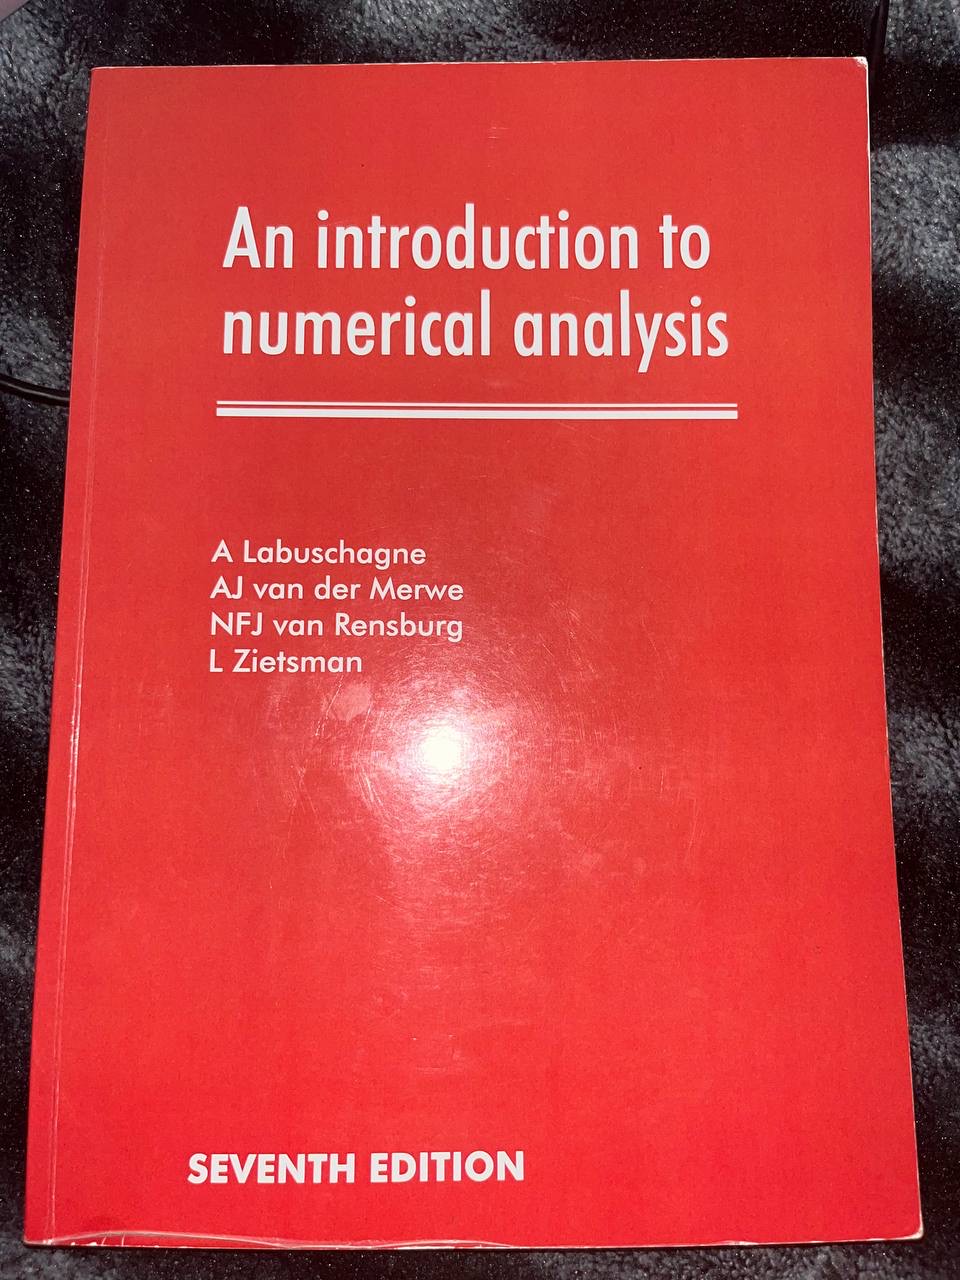 An introduction to
numerical analysis
A Labuschagne
AJ van der Merwe
NFJ van Rensburg
L Zietsman
SEVENTH EDITION